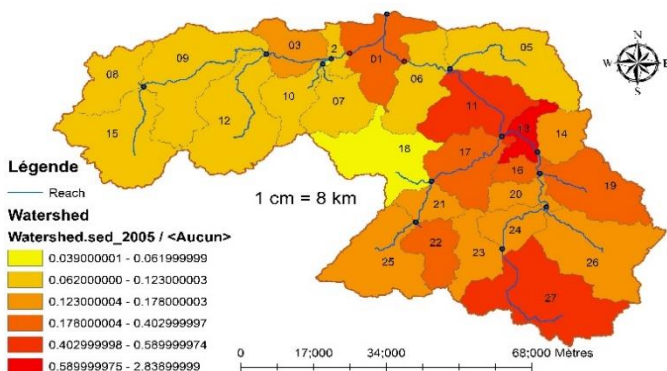 03
2
09
01
05
08
06
N
W
E
S
10
07
12
11
15
13
14
18
17
Légende
16
19
Reach
1 cm = 8 km
20
Watershed
21
24
Watershed.sed_2005 / <Aucun>
22
23
25
26
0.039000001 - 0.061999999
0.062000000 - 0.123000003
0.123000004 - 0.178000003
27
0.178000004 - 0.402999997
0.402999998 - 0.589999974
0.589999975 - 2.83699999
0 17;000 34,000 68;000 Mètres